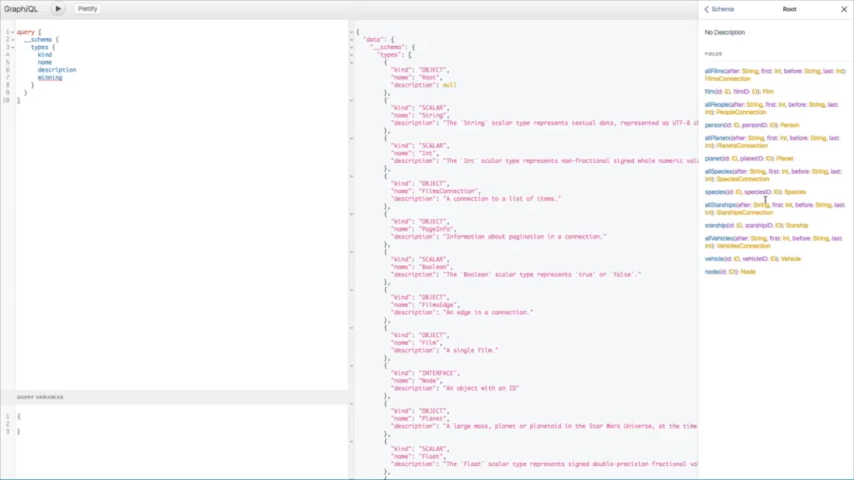 GraphiQL
Prettify
1 query {
2 __schema {
3 types {
4 kind
5 name
6 description
7 winning
8 }
9 }
10 }
QUERY VARIABLES
1 {
2
3 }
{
"data": {
"__schema": {
"types": [
{
"kind": "OBJECT",
"name": "Root",
"description": null
},
{
"kind": "SCALAR",
"name": "String",
"description": "The `String` scalar type represents textual data, represented as UTF-8 c
},
{
"kind": "SCALAR",
"name": "Int",
"description": "The `Int` scalar type represents non-fractional signed whole numeric val
},
{
"kind": "OBJECT",
"name": "FilmsConnection",
"description": "A connection to a list of items."
},
{
"kind": "OBJECT",
"name": "PageInfo",
"description": "Information about pagination in a connection."
},
{
"kind": "SCALAR",
"name": "Boolean",
"description": "The `Boolean` scalar type represents `true` or `false`."
},
{
"kind": "OBJECT",
"name": "FilmsEdge",
"description": "An edge in a connection."
},
{
"kind": "OBJECT",
"name": "Film",
"description": "A single film."
},
{
"kind": "INTERFACE",
"name": "Node",
"description": "An object with an ID"
},
{
"kind": "OBJECT",
"name": "Planet",
"description": "A large mass, planet or planetoid in the Star Wars Universe, at the time
},
{
"kind": "SCALAR",
"name": "Float",
"description": "The `Float` scalar type represents signed double-precision fractional va
},
{
Schema
Root
No Description
FIELDS
allFilms(after: String, first: Int, before: String, last:
Int): FilmsConnection
film(id: ID, filmID: ID): Film
allPeople(after: String, first: Int, before: String, last:
Int): PeopleConnection
person(id: ID, personID: ID): Person
allPlanets(after: String, first: Int, before: String, last:
Int): PlanetsConnection
planet(id: ID, planetID: ID): Planet
allSpecies(after: String, first: Int, before: String, last:
Int): SpeciesConnection
species(id: ID, speciesID: ID): Species
allStarships(after: String, first: Int, before: String, last:
Int): StarshipsConnection
starship(id: ID, starshipID: ID): Starship
allVehicles(after: String, first: Int, before: String, last:
Int): VehiclesConnection
vehicle(id: ID, vehicleID: ID): Vehicle
node(id: ID!): Node